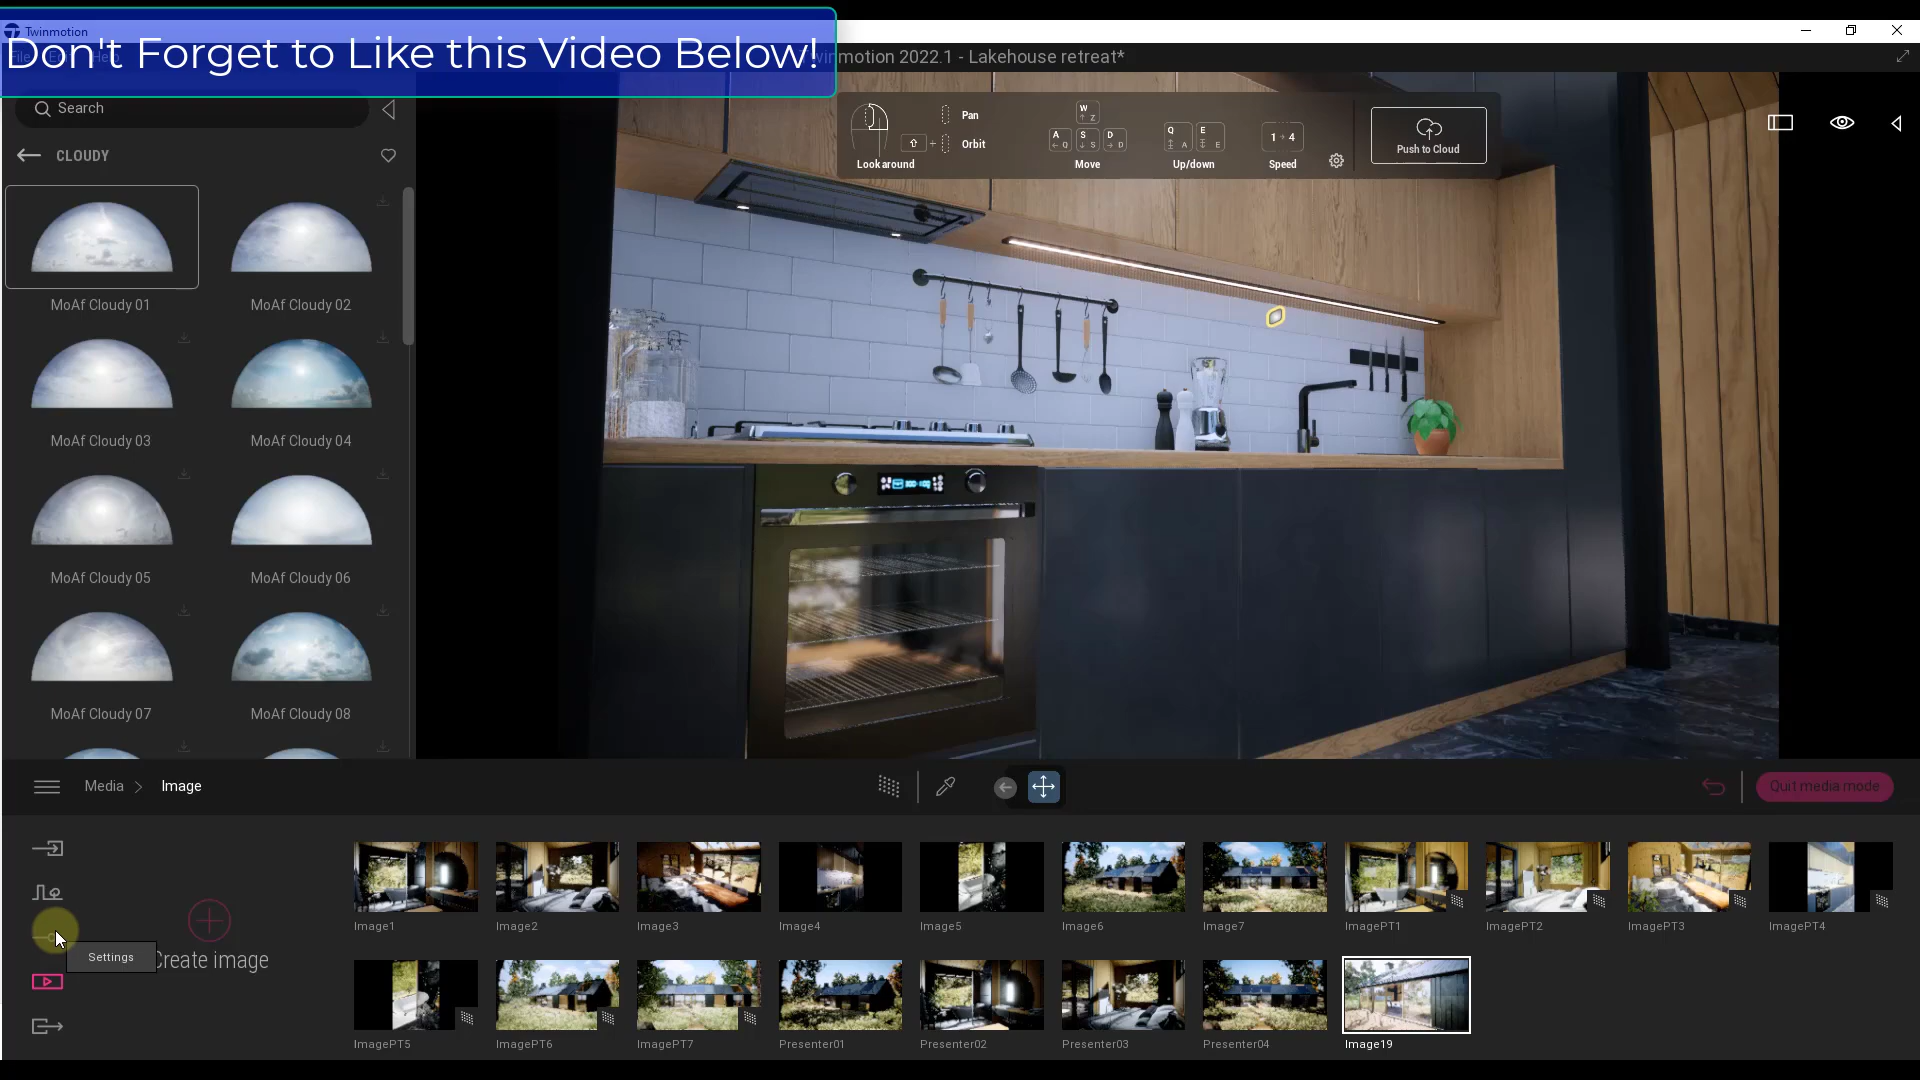 Twinmotion
Don't Forget to Like this Video Below!
Twinmotion 2022.1 - Lakehouse retreat*
Search
CLOUDY
MoAf Cloudy 01
MoAf Cloudy 02
MoAf Cloudy 03
MoAf Cloudy 04
MoAf Cloudy 05
MoAf Cloudy 06
MoAf Cloudy 07
MoAf Cloudy 08
Look around
Pan
Orbit
W
Z
A
Q
S
S
D
D
Move
Q
A
E
E
Up/down
1 4
Speed
Push to Cloud
Media
Image
Quit media mode
Settings
Create image
Image1
Image2
Image3
Image4
Image5
Image6
Image7
ImagePT1
ImagePT2
ImagePT3
ImagePT4
ImagePT5
ImagePT6
ImagePT7
Presenter01
Presenter02
Presenter03
Presenter04
Image19